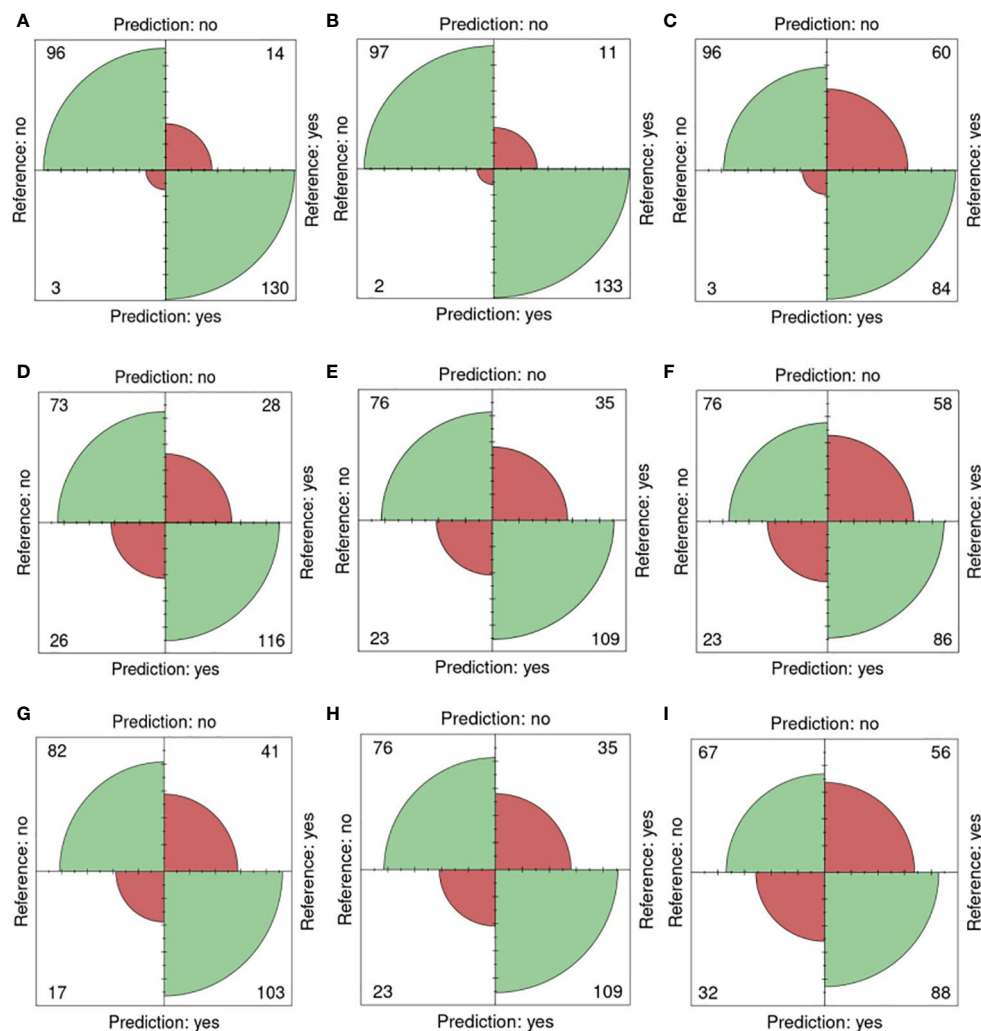 A
Prediction: no
96
14
Reference: no
Reference: yes
3
130
Prediction: yes
B
Prediction: no
97
11
Reference: no
Reference: yes
2
133
Prediction: yes
C
Prediction: no
96
60
Reference: no
Reference: yes
3
84
Prediction: yes
D
Prediction: no
73
28
Reference: no
Reference: yes
26
116
Prediction: yes
E
Prediction: no
76
35
Reference: no
Reference: yes
23
109
Prediction: yes
F
Prediction: no
76
58
Reference: no
Reference: yes
23
86
Prediction: yes
G
Prediction: no
82
41
Reference: no
Reference: yes
17
103
Prediction: yes
H
Prediction: no
76
35
Reference: no
Reference: yes
23
109
Prediction: yes
I
Prediction: no
67
56
Reference: no
Reference: yes
32
88
Prediction: yes